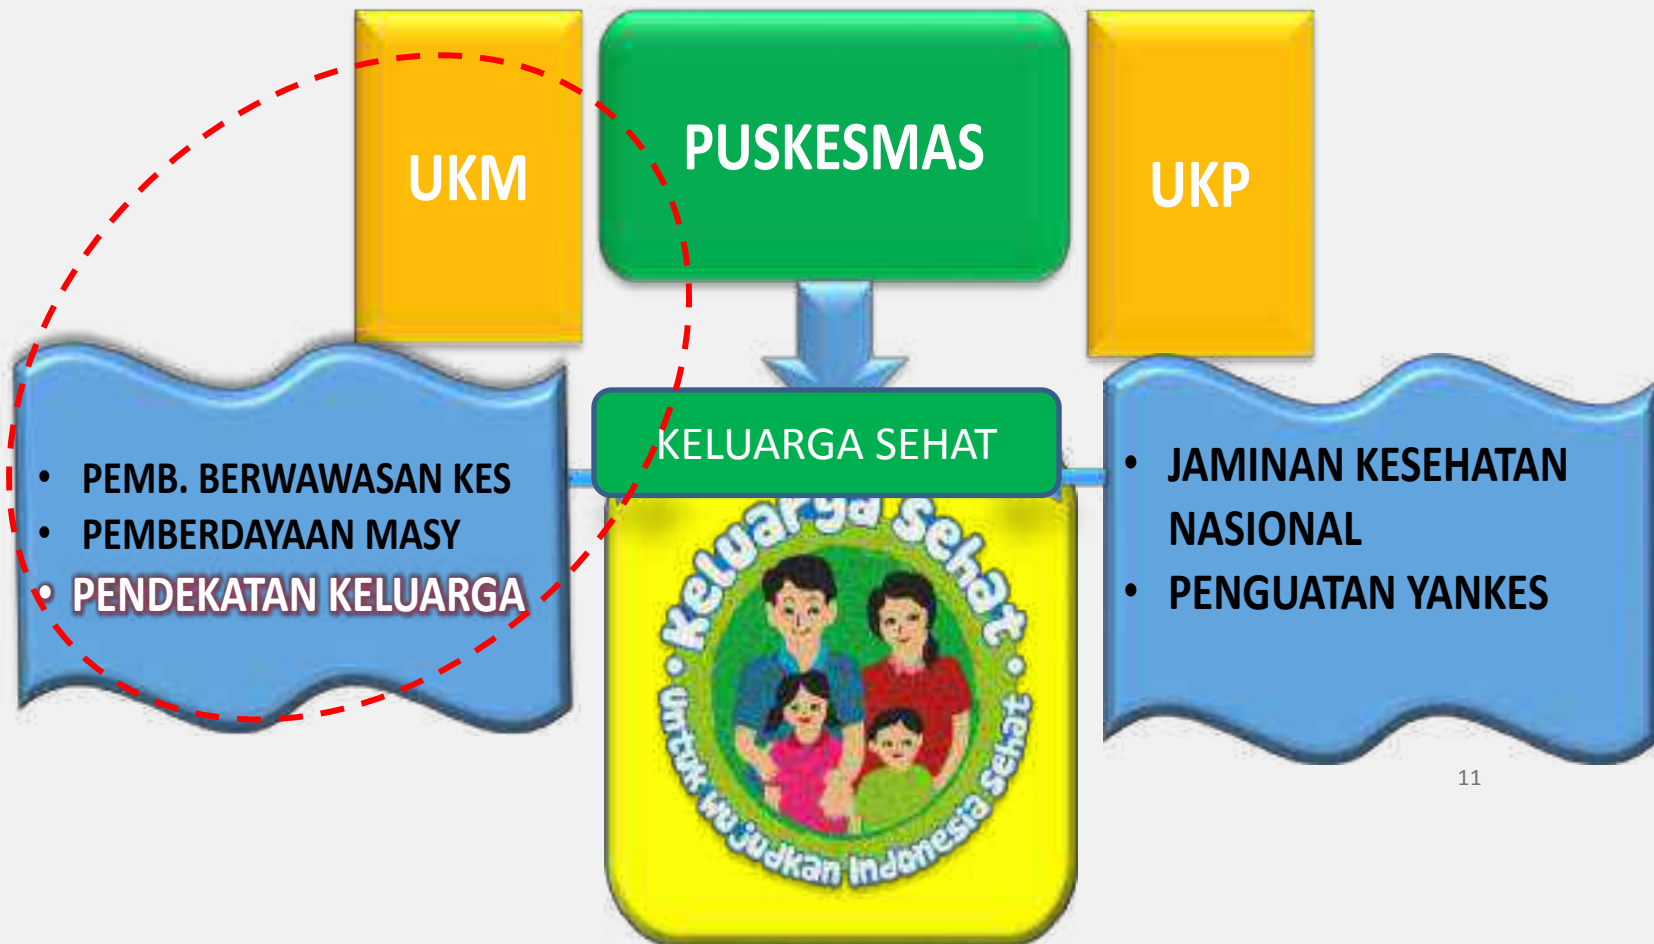 UKM
PUSKESMAS
UKP
• PEMB. BERWAWASAN KES
• PEMBERDAYAAN MASY
• PENDEKATAN KELUARGA
KELUARGA SEHAT
Keluarga Sehat
untuk wujudkan Indonesia sehat
• JAMINAN KESEHATAN
NASIONAL
• PENGUATAN YANKES
11